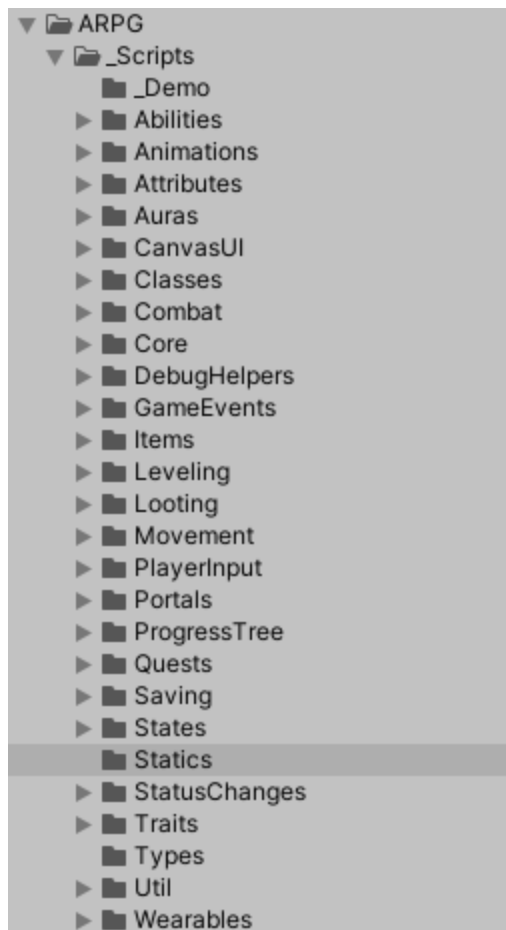 ARPG
_Scripts
_Demo
Abilities
Animations
Attributes
Auras
CanvasUI
Classes
Combat
Core
DebugHelpers
GameEvents
Items
Leveling
Looting
Movement
PlayerInput
Portals
ProgressTree
Quests
Saving
States
Statics
StatusChanges
Traits
Types
Util
Wearables